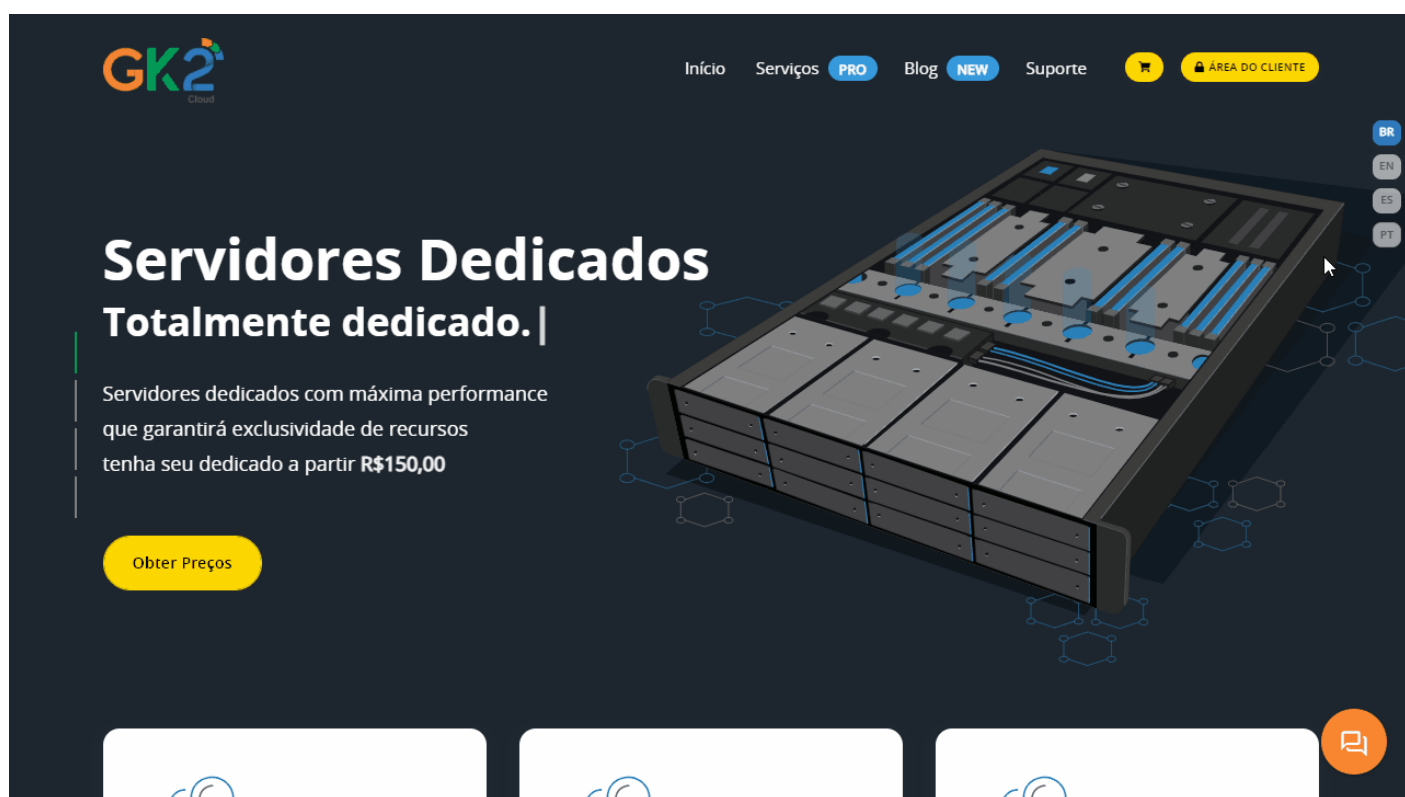 GK2
Cloud
Início Serviços PRO Blog NEW Suporte ÁREA DO CLIENTE
BR
EN
ES
PT
Servidores Dedicados
Totalmente dedicado.|
Servidores dedicados com máxima performance
que garantirá exclusividade de recursos
tenha seu dedicado a partir R$150,00
Obter Preços